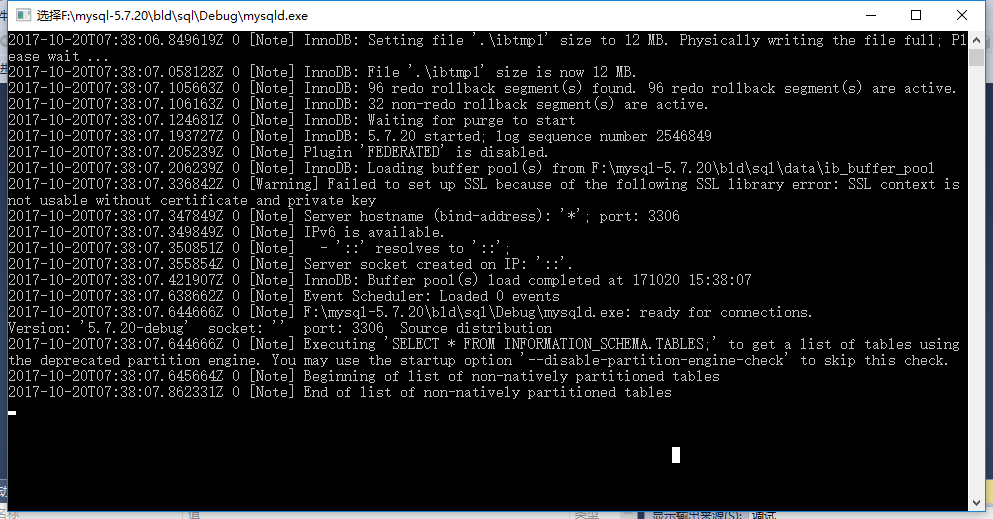 选择F:\mysql-5.7.20\bld\sql\Debug\mysqld.exe
2017-10-20T07:38:06.849619Z 0 [Note] InnoDB: Setting file '.\ibtmp1' size to 12 MB. Physically writing the file full; Pl
ease wait ...
2017-10-20T07:38:07.058128Z 0 [Note] InnoDB: File '.\ibtmp1' size is now 12 MB.
2017-10-20T07:38:07.105663Z 0 [Note] InnoDB: 96 redo rollback segment(s) found. 96 redo rollback segment(s) are active.
2017-10-20T07:38:07.106163Z 0 [Note] InnoDB: 32 non-redo rollback segment(s) are active.
2017-10-20T07:38:07.124681Z 0 [Note] InnoDB: Waiting for purge to start
2017-10-20T07:38:07.193727Z 0 [Note] InnoDB: 5.7.20 started; log sequence number 2546849
2017-10-20T07:38:07.205239Z 0 [Note] Plugin 'FEDERATED' is disabled.
2017-10-20T07:38:07.206239Z 0 [Note] InnoDB: Loading buffer pool(s) from F:\mysql-5.7.20\bld\sql\data\ib_buffer_pool
2017-10-20T07:38:07.336842Z 0 [Warning] Failed to set up SSL because of the following SSL library error: SSL context is
not usable without certificate and private key
2017-10-20T07:38:07.347849Z 0 [Note] Server hostname (bind-address): '*'; port: 3306
2017-10-20T07:38:07.349849Z 0 [Note] IPv6 is available.
2017-10-20T07:38:07.350851Z 0 [Note]   - '::' resolves to '::';
2017-10-20T07:38:07.355854Z 0 [Note] Server socket created on IP: '::'.
2017-10-20T07:38:07.421907Z 0 [Note] InnoDB: Buffer pool(s) load completed at 171020 15:38:07
2017-10-20T07:38:07.638662Z 0 [Note] Event Scheduler: Loaded 0 events
2017-10-20T07:38:07.644666Z 0 [Note] F:\mysql-5.7.20\bld\sql\Debug\mysqld.exe: ready for connections.
Version: '5.7.20-debug'  socket: ''  port: 3306  Source distribution
2017-10-20T07:38:07.644666Z 0 [Note] Executing 'SELECT * FROM INFORMATION_SCHEMA.TABLES;' to get a list of tables using
the deprecated partition engine. You may use the startup option '--disable-partition-engine-check' to skip this check.
2017-10-20T07:38:07.645664Z 0 [Note] Beginning of list of non-natively partitioned tables
2017-10-20T07:38:07.862331Z 0 [Note] End of list of non-natively partitioned tables